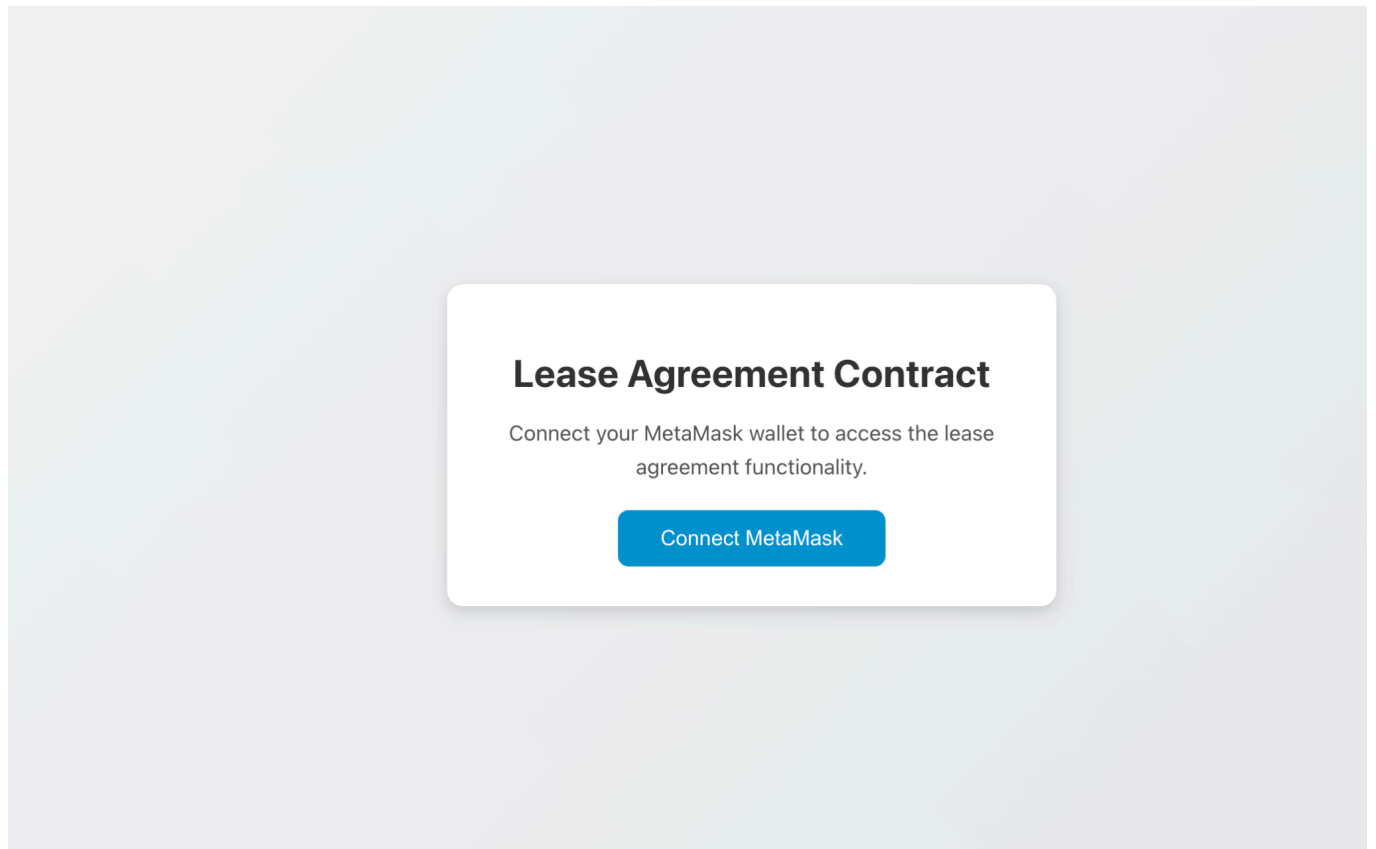 Lease Agreement Contract
Connect your MetaMask wallet to access the lease
agreement functionality.
Connect MetaMask